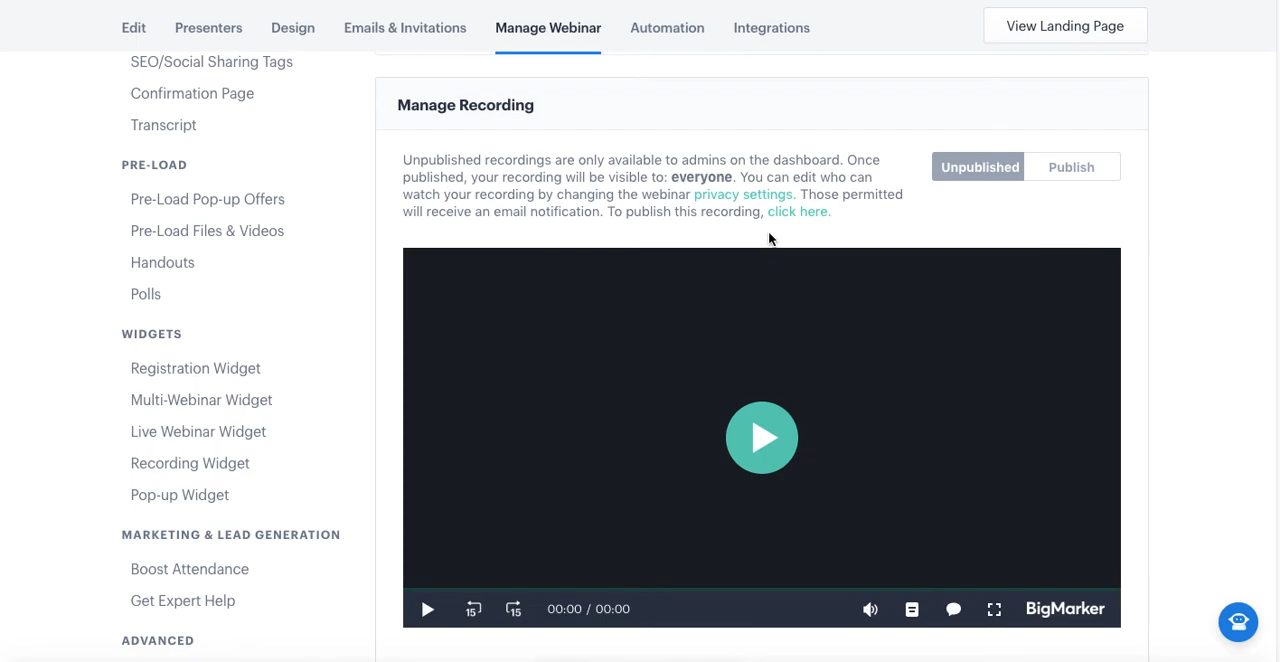 Edit
Presenters
Design
Emails & Invitations
Manage Webinar
Automation
Integrations
View Landing Page
SEO/Social Sharing Tags
Confirmation Page
Transcript
PRE-LOAD
Pre-Load Pop-up Offers
Pre-Load Files & Videos
Handouts
Polls
WIDGETS
Registration Widget
Multi-Webinar Widget
Live Webinar Widget
Recording Widget
Pop-up Widget
MARKETING & LEAD GENERATION
Boost Attendance
Get Expert Help
ADVANCED
Manage Recording
Unpublished recordings are only available to admins on the dashboard. Once
published, your recording will be visible to: everyone. You can edit who can
watch your recording by changing the webinar privacy settings. Those permitted
will receive an email notification. To publish this recording, click here.
Unpublished
Publish
15
15
00:00 / 00:00
BigMarker